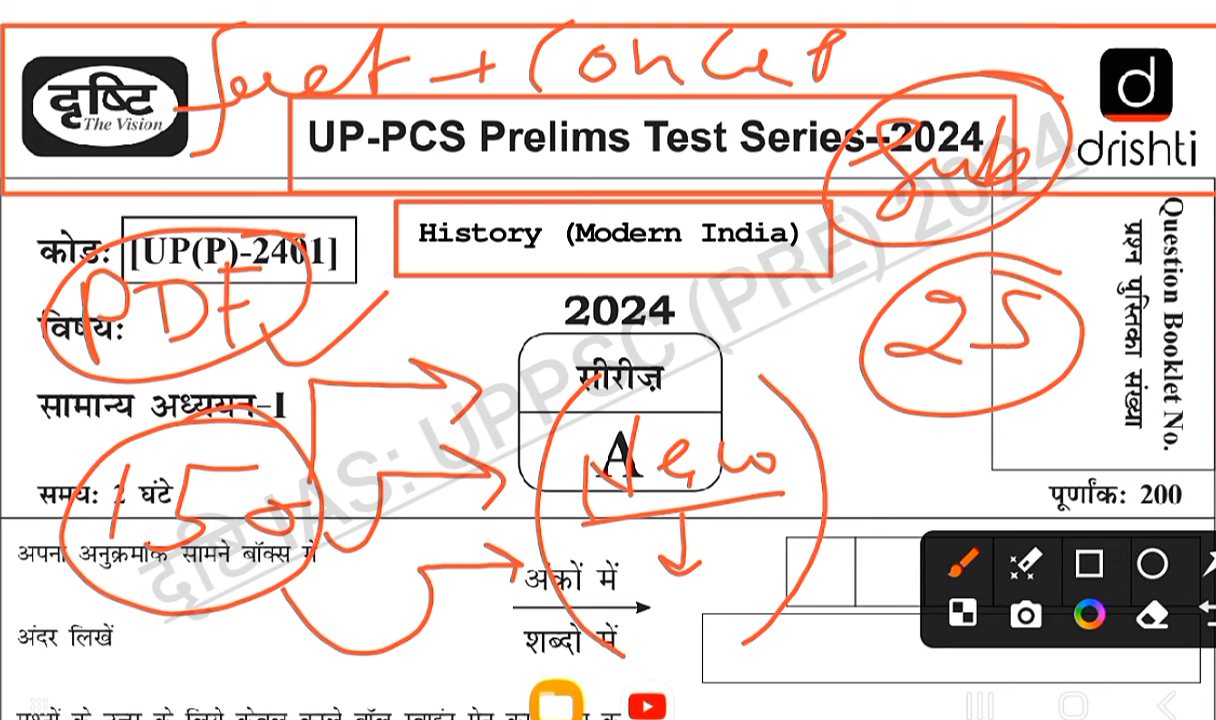 fact + Concept
दृष्टि
The Vision
UP-PCS Prelims Test Series--2024
Sub
drishti
कोड: [UP(P)-2401]
History (Modern India)
PDF
2024
25
विषय:
सीरीज़
सामान्य अध्ययन-I
A
New
150
समय: 2 घंटे
पूर्णांक: 200
Question Booklet No.
प्रश्न पुस्तिका संख्या
अपना अनुक्रमांक सामने बॉक्स में
अंकों में
अंदर लिखें
शब्दों में
दृष्टि IAS: UPPSC (PRE) 2024